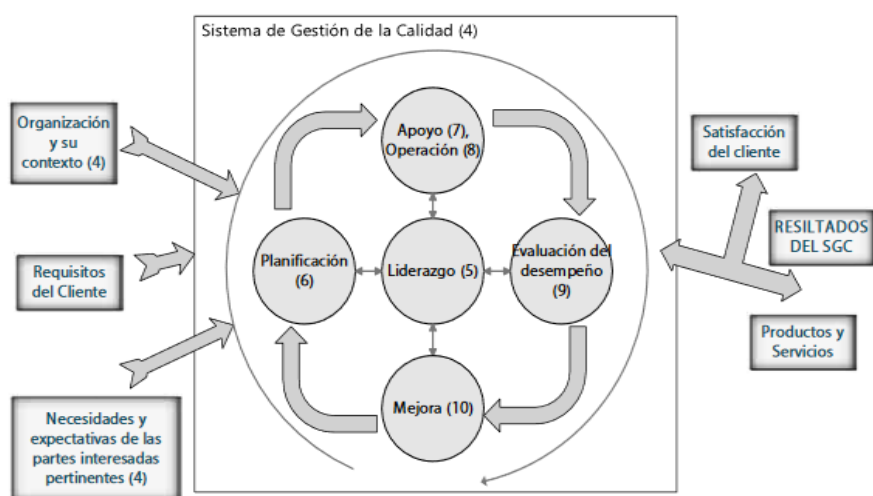 Sistema de Gestión de la Calidad (4)
Organización
y su
contexto (4)
Requisitos
del Cliente
Necesidades y
expectativas de las
partes interesadas
pertinentes (4)
Apoyo (7),
Operación (8)
Planificación
(6)
Liderazgo (5)
Evaluación del
desempeño
(9)
Mejora (10)
Satisfacción
del cliente
RESILTADOS
DEL SGC
Productos y
Servicios